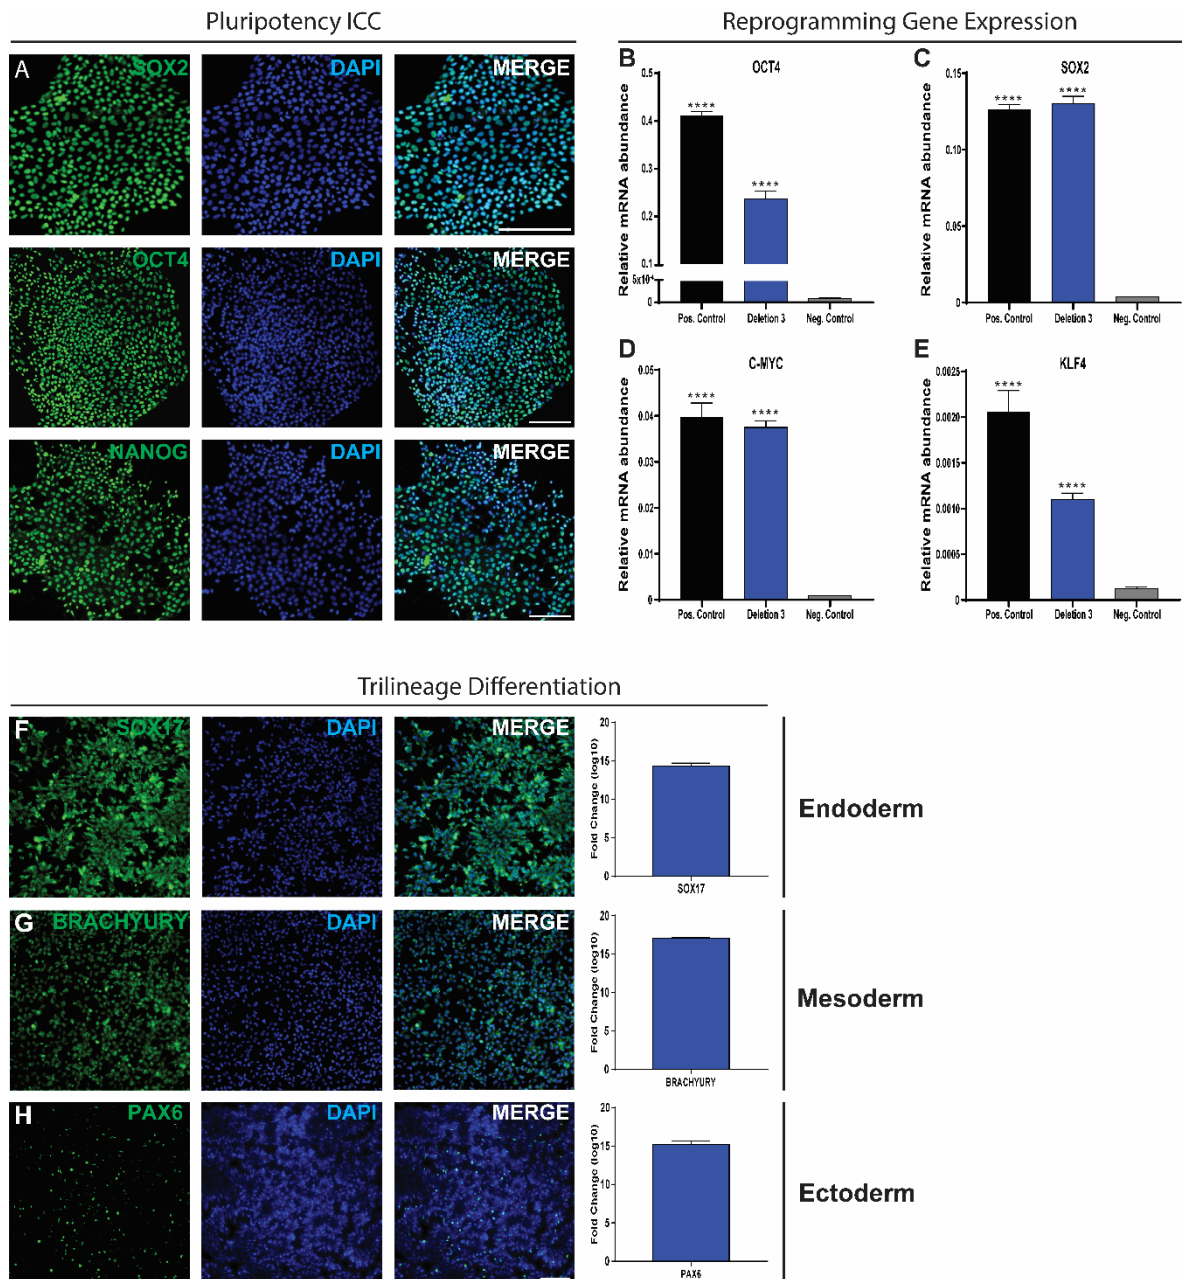 Pluripotency ICC
Reprogramming Gene Expression
A
SOX2
DAPI
MERGE
OCT4
DAPI
MERGE
NANOG
DAPI
MERGE
B
OCT4
Relative mRNA abundance
0.5
0.4
0.3
0.2
0.1
5x10⁻⁴
0
****
****
Pos. Control
Deletion 3
Neg. Control
C
SOX2
Relative mRNA abundance
0.15
0.10
0.05
0.00
****
****
Pos. Control
Deletion 3
Neg. Control
D
C-MYC
Relative mRNA abundance
0.05
0.04
0.03
0.02
0.01
0
****
****
Pos. Control
Deletion 3
Neg. Control
E
KLF4
Relative mRNA abundance
0.0025
0.0020
0.0015
0.0010
0.0005
0
****
****
Pos. Control
Deletion 3
Neg. Control
Trilineage Differentiation
F
SOX17
DAPI
MERGE
Fold Change (log10)
20
15
10
5
0
SOX17
Endoderm
G
BRACHYURY
DAPI
MERGE
Fold Change (log10)
20
15
10
5
0
BRACHYURY
Mesoderm
H
PAX6
DAPI
MERGE
Fold Change (log10)
20
15
10
5
0
PAX6
Ectoderm